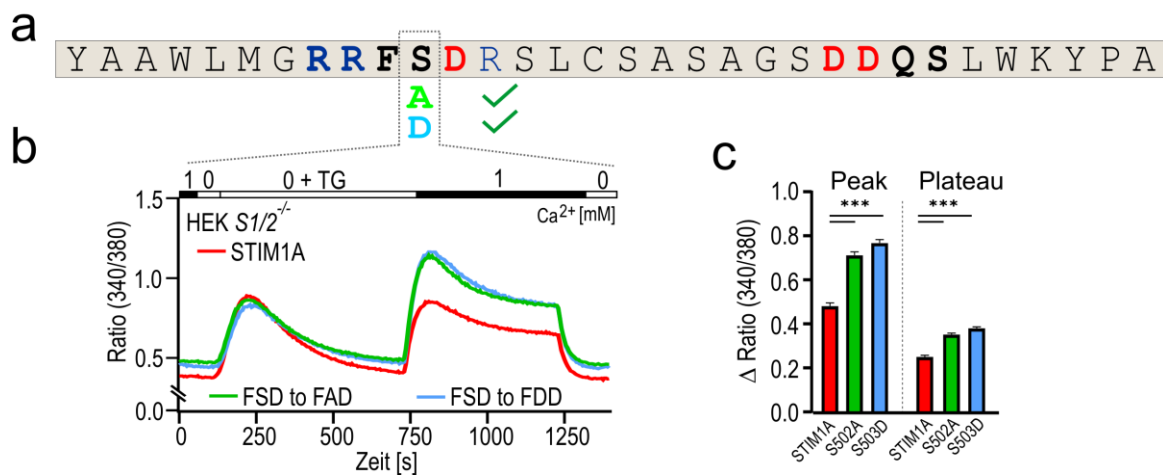 a
YAAWLMGRRFSDRSLCSASAGSDDQSLWKYPA
A
D
b
1 0 0 + TG 1 0
Ca²⁺ [mM]
HEK S1/2⁻/⁻
STIM1A
Ratio (340/380)
1.5
1.0
0.5
0.0
FSD to FAD FSD to FDD
0 250 500 750 1000 1250
Zeit [s]
c
Peak Plateau
*** ***
Δ Ratio (340/380)
1.0
0.8
0.6
0.4
0.2
0.0
STIM1A S502A S503D STIM1A S502A S503D